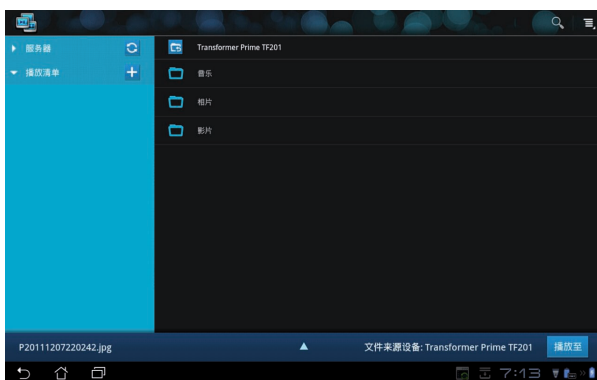 服务器
Transformer Prime TF201
播放清单
音乐
相片
影片
P20111207220242.jpg
文件来源设备: Transformer Prime TF201
播放至
7:13